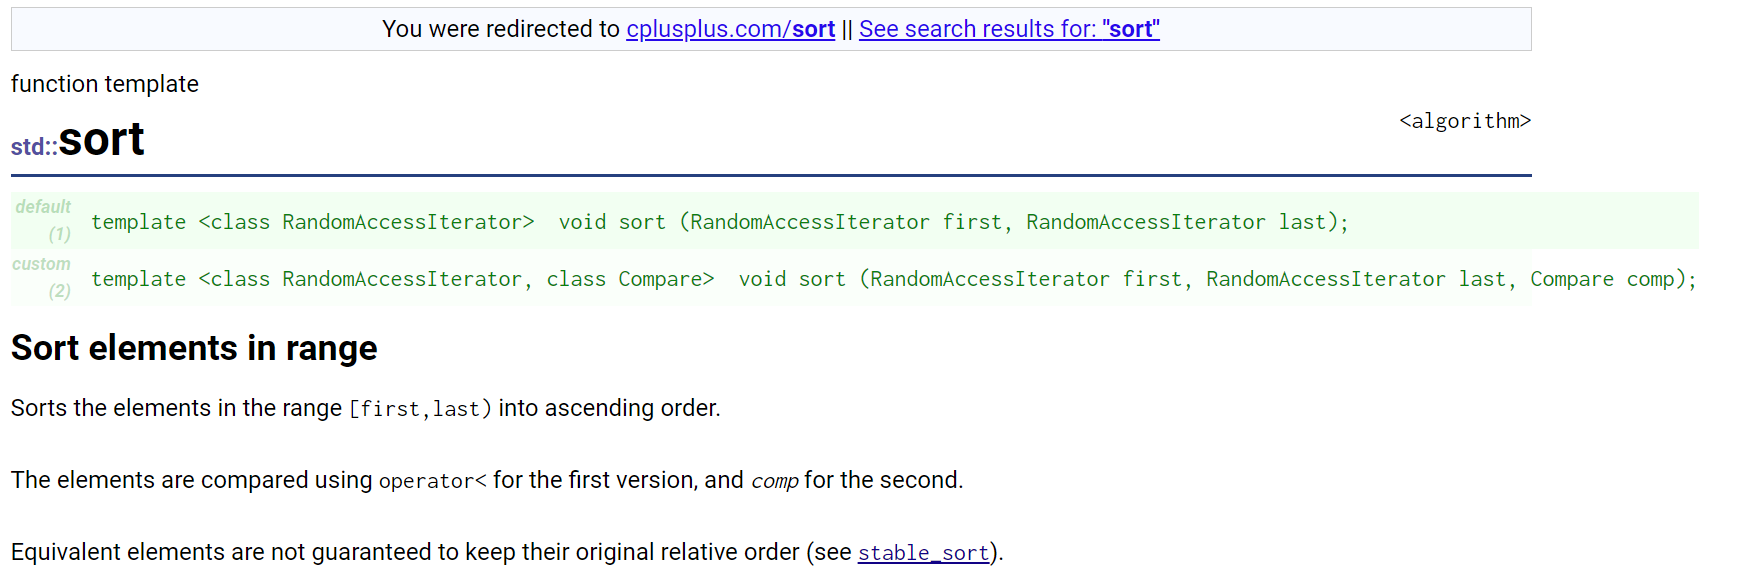 You were redirected to cplusplus.com/sort || See search results for: "sort"
function template
<algorithm>
std::sort
default
(1)
template <class RandomAccessIterator>  void sort (RandomAccessIterator first, RandomAccessIterator last);
custom
(2)
template <class RandomAccessIterator, class Compare>  void sort (RandomAccessIterator first, RandomAccessIterator last, Compare comp);
Sort elements in range
Sorts the elements in the range [first,last) into ascending order.
The elements are compared using operator< for the first version, and comp for the second.
Equivalent elements are not guaranteed to keep their original relative order (see stable_sort).